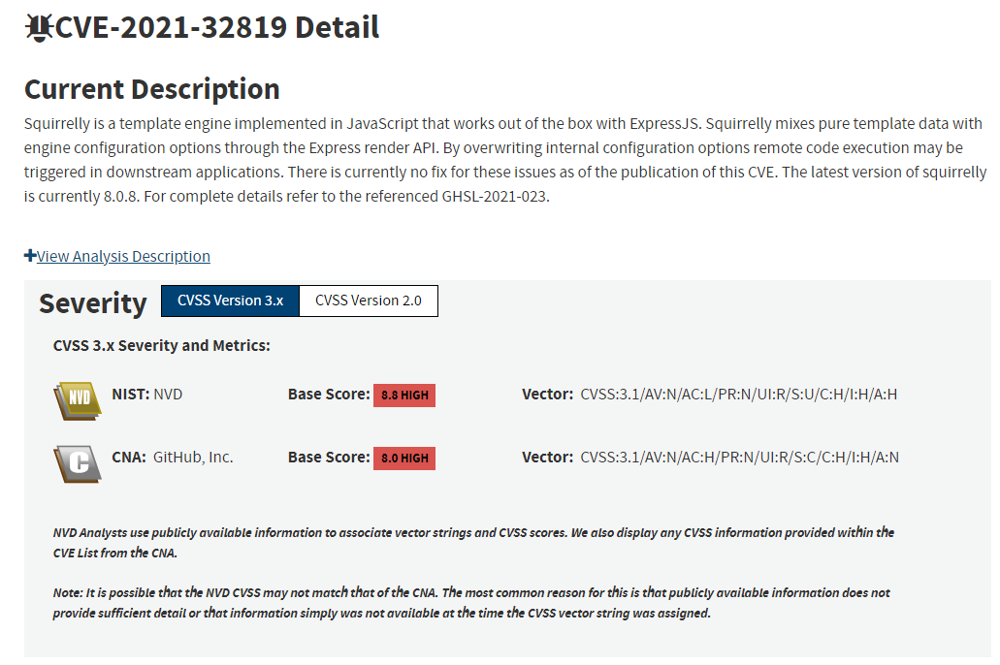 CVE-2021-32819 Detail
Current Description
Squirrelly is a template engine implemented in JavaScript that works out of the box with ExpressJS. Squirrelly mixes pure template data with
engine configuration options through the Express render API. By overwriting internal configuration options remote code execution may be
triggered in downstream applications. There is currently no fix for these issues as of the publication of this CVE. The latest version of squirrelly
is currently 8.0.8. For complete details refer to the referenced GHSL-2021-023.
+View Analysis Description
Severity CVSS Version 3.x CVSS Version 2.0
CVSS 3.x Severity and Metrics:
NVD NIST: NVD Base Score: 8.8 HIGH Vector: CVSS:3.1/AV:N/AC:L/PR:N/UI:R/S:U/C:H/I:H/A:H
C CNA: GitHub, Inc. Base Score: 8.0 HIGH Vector: CVSS:3.1/AV:N/AC:H/PR:N/UI:R/S:C/C:H/I:H/A:N
NVD Analysts use publicly available information to associate vector strings and CVSS scores. We also display any CVSS information provided within the
CVE List from the CNA.
Note: It is possible that the NVD CVSS may not match that of the CNA. The most common reason for this is that publicly available information does not
provide sufficient detail or that information simply was not available at the time the CVSS vector string was assigned.